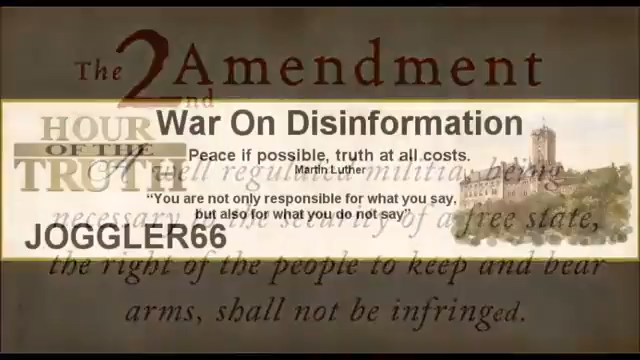 The 2nd Amendment
War On Disinformation
HOUR
OF THE
TRUTH
Peace if possible, truth at all costs.
Martin Luther
A well regulated militia, being
“You are not only responsible for what you say,
but also for what you do not say”
necessary to the security of a free state,
JOGGLER66
the right of the people to keep and bear
arms, shall not be infringed.